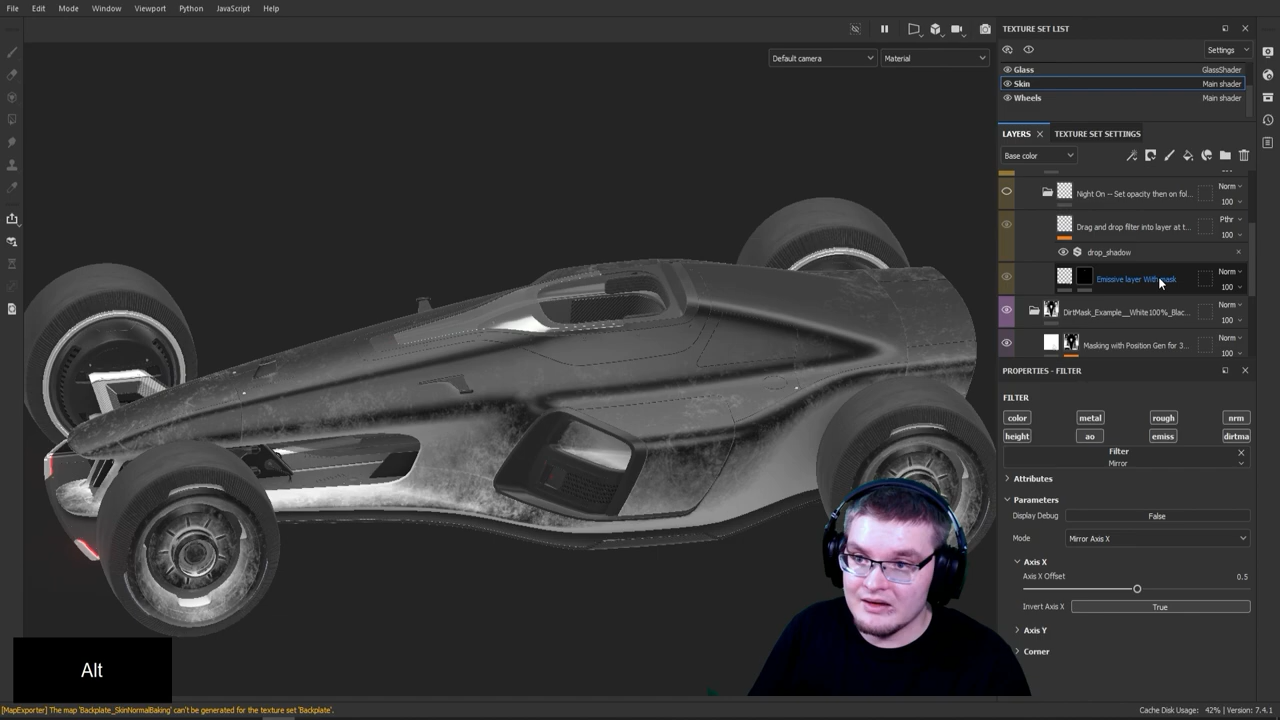 File Edit Mode Window Viewport Python JavaScript Help
Default camera
Material
TEXTURE SET LIST
Settings
Glass GlassShader
Skin Main shader
Wheels Main shader
LAYERS
TEXTURE SET SETTINGS
Base color
Norm
Night On -- Set opacity then on fol...
100
Pthr
Drag and drop filter into layer at t...
100
drop_shadow
Norm
Emissive layer With mask
100
Norm
DirtMask_Example__White100%_Blac...
100
Norm
Masking with Position Gen for 3...
100
PROPERTIES - FILTER
FILTER
color metal rough nrm
height ao emiss dirtma
Filter
Mirror
Attributes
Parameters
Display Debug False
Mode Mirror Axis X
Axis X
Axis X Offset 0.5
Invert Axis X True
Axis Y
Corner
Alt
[MapExporter] The map 'Backplate_SkinNormalBaking' can't be generated for the texture set 'Backplate'.
Cache Disk Usage: 42% | Version: 7.4.1